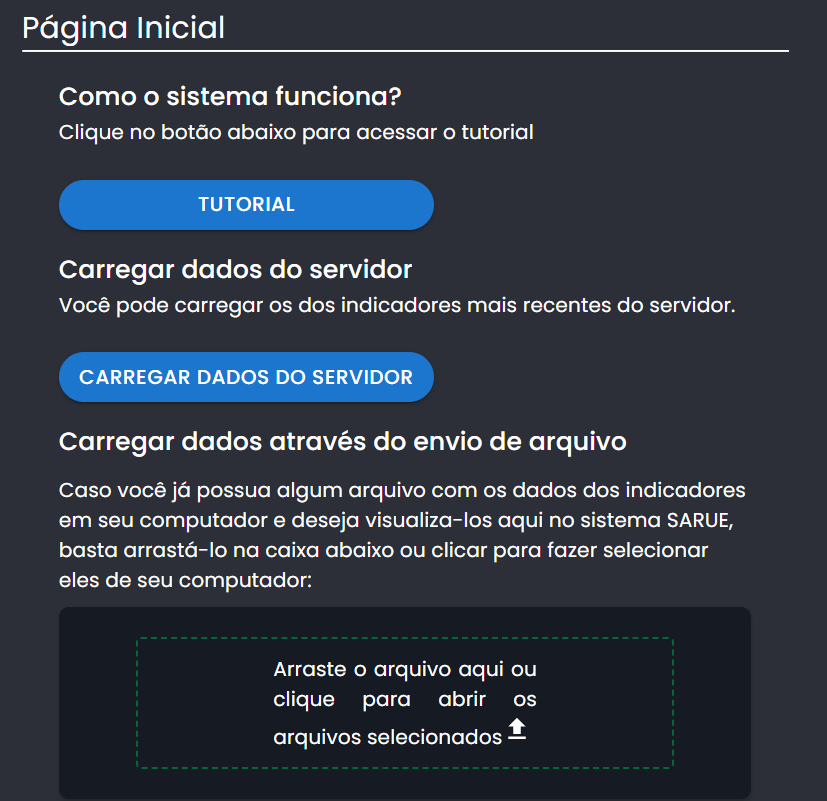 Página Inicial
Como o sistema funciona?
Clique no botão abaixo para acessar o tutorial
TUTORIAL
Carregar dados do servidor
Você pode carregar os dos indicadores mais recentes do servidor.
CARREGAR DADOS DO SERVIDOR
Carregar dados através do envio de arquivo
Caso você já possua algum arquivo com os dados dos indicadores
em seu computador e deseja visualiza-los aqui no sistema SARUE,
basta arrastá-lo na caixa abaixo ou clicar para fazer selecionar
eles de seu computador:
Arraste o arquivo aqui ou
clique para abrir os
arquivos selecionados